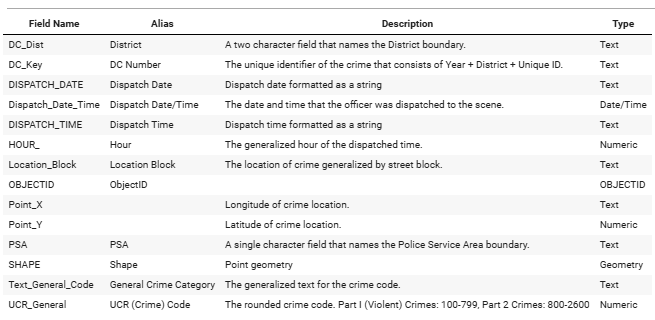 Field Name Alias Description Type
DC_Dist District A two character field that names the District boundary. Text
DC_Key DC Number The unique identifier of the crime that consists of Year + District + Unique ID. Text
DISPATCH_DATE Dispatch Date Dispatch date formatted as a string Text
Dispatch_Date_Time Dispatch Date/Time The date and time that the officer was dispatched to the scene. Date/Time
DISPATCH_TIME Dispatch Time Dispatch time formatted as a string Text
HOUR_ Hour The generalized hour of the dispatched time. Numeric
Location_Block Location Block The location of crime generalized by street block. Text
OBJECTID ObjectID OBJECTID
Point_X Longitude of crime location. Text
Point_Y Latitude of crime location. Numeric
PSA PSA A single character field that names the Police Service Area boundary. Text
SHAPE Shape Point geometry Geometry
Text_General_Code General Crime Category The generalized text for the crime code. Text
UCR_General UCR (Crime) Code The rounded crime code. Part I (Violent) Crimes: 100-799, Part 2 Crimes: 800-2600 Numeric